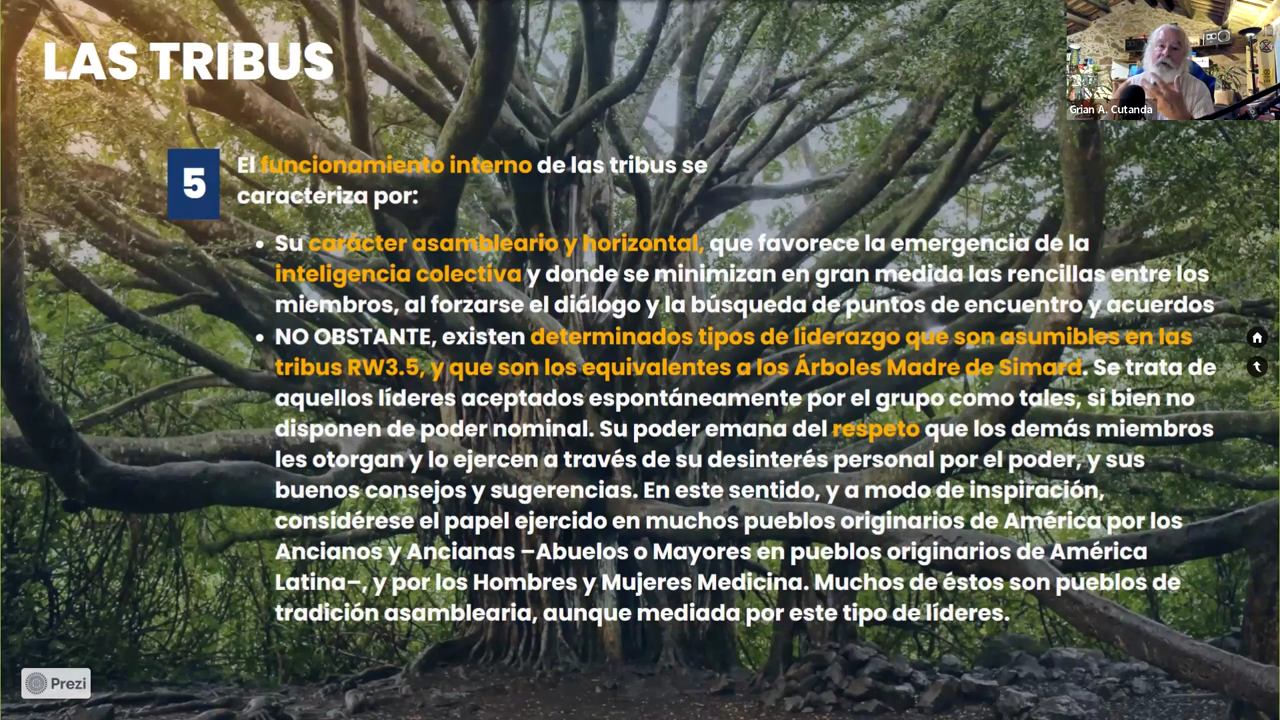 LAS TRIBUS
Grian A. Cutanda
5
El funcionamiento interno de las tribus se
caracteriza por:
• Su carácter asambleario y horizontal, que favorece la emergencia de la
inteligencia colectiva y donde se minimizan en gran medida las rencillas entre los
miembros, al forzarse el diálogo y la búsqueda de puntos de encuentro y acuerdos
• NO OBSTANTE, existen determinados tipos de liderazgo que son asumibles en las
tribus RW3.5, y que son los equivalentes a los Árboles Madre de Simard. Se trata de
aquellos líderes aceptados espontáneamente por el grupo como tales, si bien no
disponen de poder nominal. Su poder emana del respeto que los demás miembros
les otorgan y lo ejercen a través de su desinterés personal por el poder, y sus
buenos consejos y sugerencias. En este sentido, y a modo de inspiración,
considérese el papel ejercido en muchos pueblos originarios de América por los
Ancianos y Ancianas –Abuelos o Mayores en pueblos originarios de América
Latina–, y por los Hombres y Mujeres Medicina. Muchos de éstos son pueblos de
tradición asamblearia, aunque mediada por este tipo de líderes.
Prezi